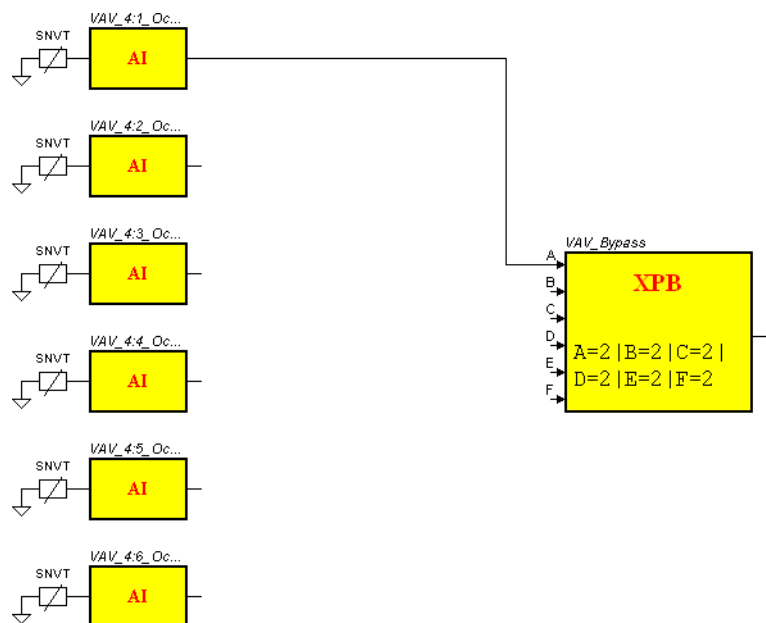 VAV_4:1_Oc...
SNVT
AI
VAV_4:2_Oc...
SNVT
AI
VAV_4:3_Oc...
SNVT
AI
VAV_4:4_Oc...
SNVT
AI
VAV_4:5_Oc...
SNVT
AI
VAV_4:6_Oc...
SNVT
AI
VAV_Bypass
A
B
C
D
E
F
XPB
A=2|B=2|C=2|
D=2|E=2|F=2